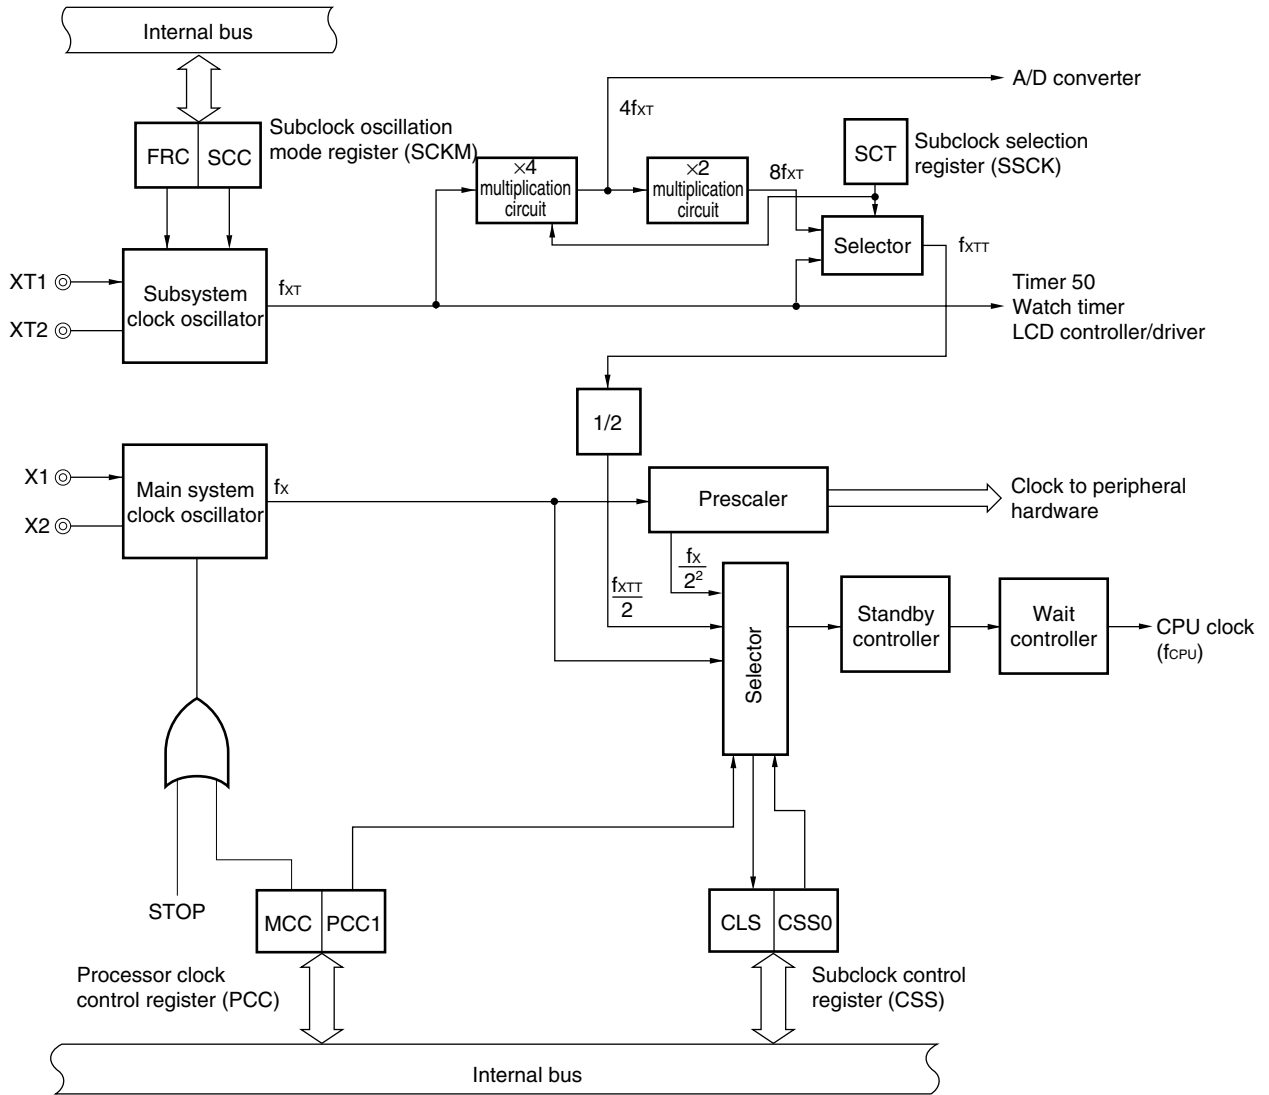 Internal bus
FRC
SCC
Subclock oscillation
mode register (SCKM)
A/D converter
4fXT
×4
multiplication
circuit
×2
multiplication
circuit
8fXT
SCT
Subclock selection
register (SSCK)
Selector
fXTT
XT1
XT2
Subsystem
clock oscillator
fXT
Timer 50
Watch timer
LCD controller/driver
1/2
X1
X2
Main system
clock oscillator
fX
Prescaler
Clock to peripheral
hardware
fX
2²
fXTT
2
Selector
Standby
controller
Wait
controller
CPU clock
(fCPU)
STOP
MCC
PCC1
Processor clock
control register (PCC)
CLS
CSS0
Subclock control
register (CSS)
Internal bus